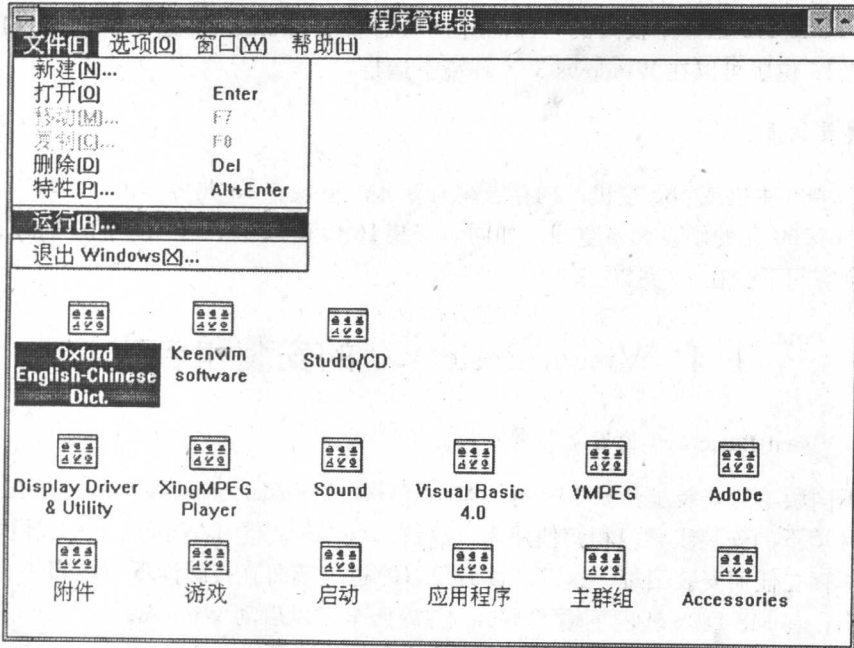 程序管理器
文件(F) 选项(O) 窗口(W) 帮助(H)
新建(N)...
打开(O) Enter
移动(M)... F7
复制(C)... F8
删除(D) Del
特性(P)... Alt+Enter
运行(R)...
退出 Windows(X)...
Oxford English-Chinese Dict.
Keenvim software
Studio/CD
Display Driver & Utility
XingMPEG Player
Sound
Visual Basic 4.0
VMPEG
Adobe
附件
游戏
启动
应用程序
主群组
Accessories